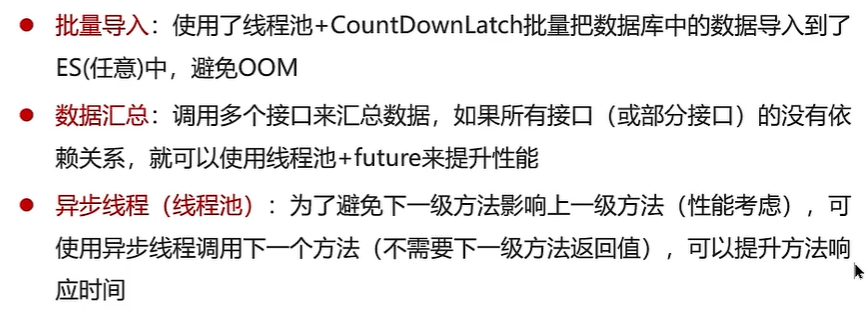 ● 批量导入：使用了线程池+CountDownLatch批量把数据库中的数据导入到了
ES(任意)中，避免OOM
● 数据汇总：调用多个接口来汇总数据，如果所有接口（或部分接口）的没有依
赖关系，就可以使用线程池+future来提升性能
● 异步线程（线程池）：为了避免下一级方法影响上一级方法（性能考虑），可
使用异步线程调用下一个方法（不需要下一级方法返回值），可以提升方法响
应时间